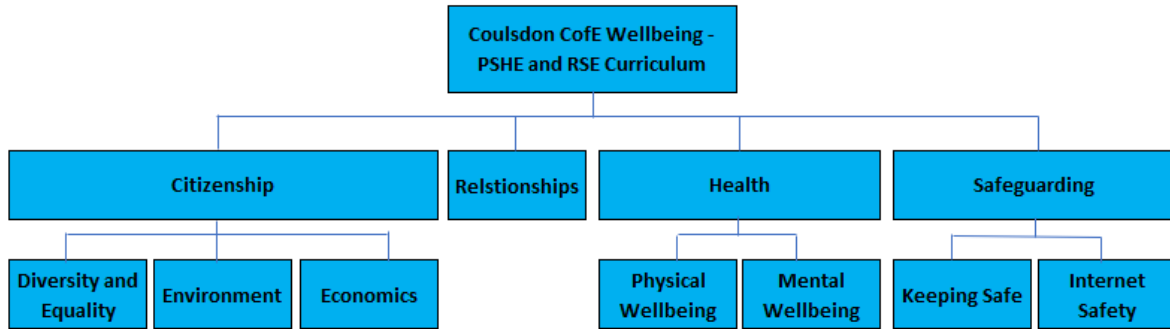 Coulsdon CofE Wellbeing -
PSHE and RSE Curriculum
Citizenship
Relstionships
Health
Safeguarding
Diversity and
Equality
Environment
Economics
Physical
Wellbeing
Mental
Wellbeing
Keeping Safe
Internet
Safety